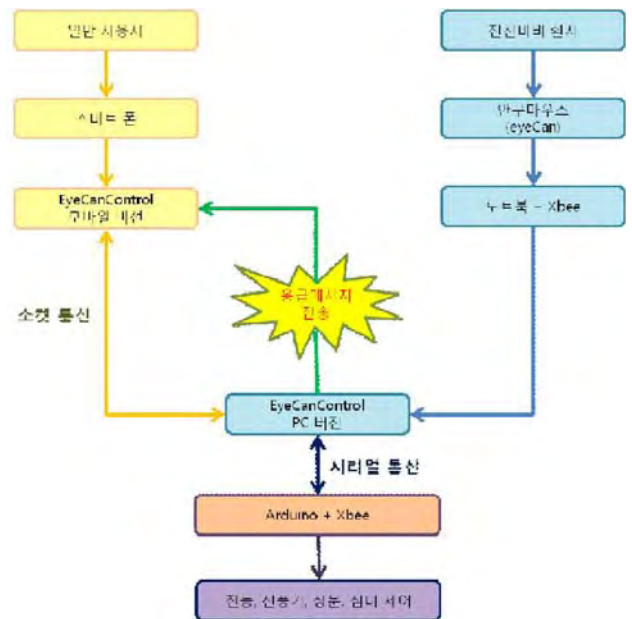 일반 사용자
전신마비 환자
스마트 폰
안구마우스
(eyeCan)
EyeCanControl
모바일 버전
노트북 – Xbee
응급메시지
전송
소켓 통신
EyeCanControl
PC 버전
시리얼 통신
Arduino + Xbee
전등, 선풍기, 창문, 침대 제어